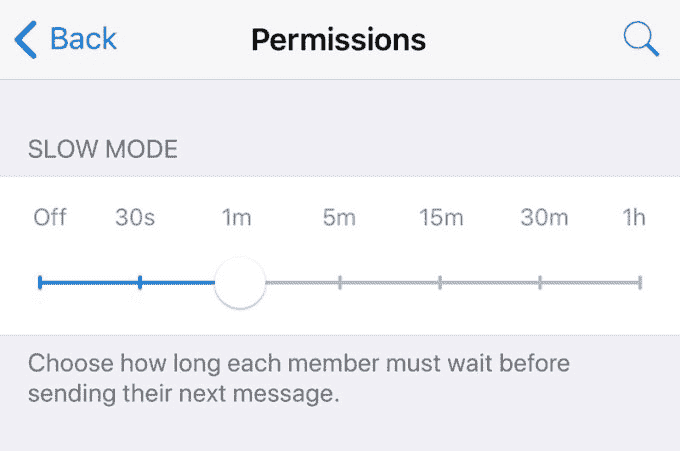 Back Permissions
SLOW MODE
Off 30s 1m 5m 15m 30m 1h
Choose how long each member must wait before
sending their next message.